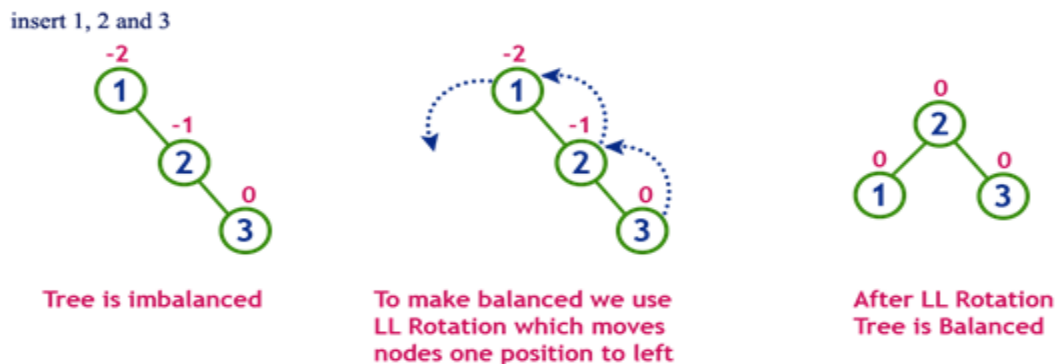 insert 1, 2 and 3
-2
1
-1
2
0
3
Tree is imbalanced
-2
1
-1
2
0
3
To make balanced we use
LL Rotation which moves
nodes one position to left
0
2
0
1
0
3
After LL Rotation
Tree is Balanced